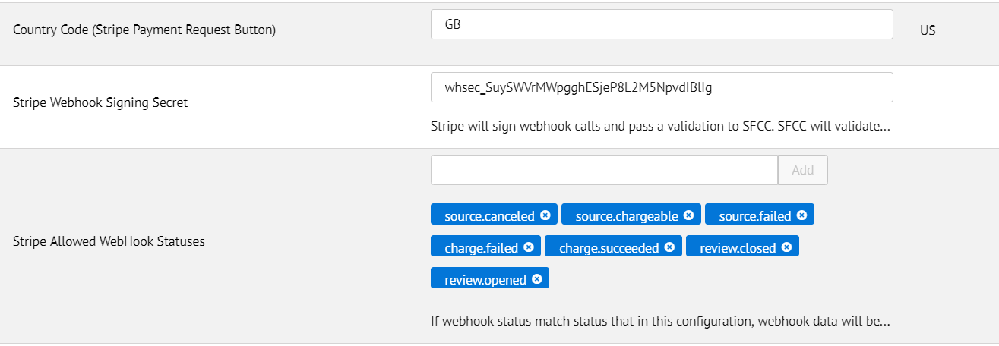 Country Code (Stripe Payment Request Button) GB US
Stripe Webhook Signing Secret whsec_SuySWVrMWpgghESjeP8L2M5NpvdIBlIg
Stripe will sign webhook calls and pass a validation to SFCC. SFCC will validate...
Add
source.canceled source.chargeable source.failed
Stripe Allowed WebHook Statuses charge.failed charge.succeeded review.closed
review.opened
If webhook status match status that in this configuration, webhook data will be...